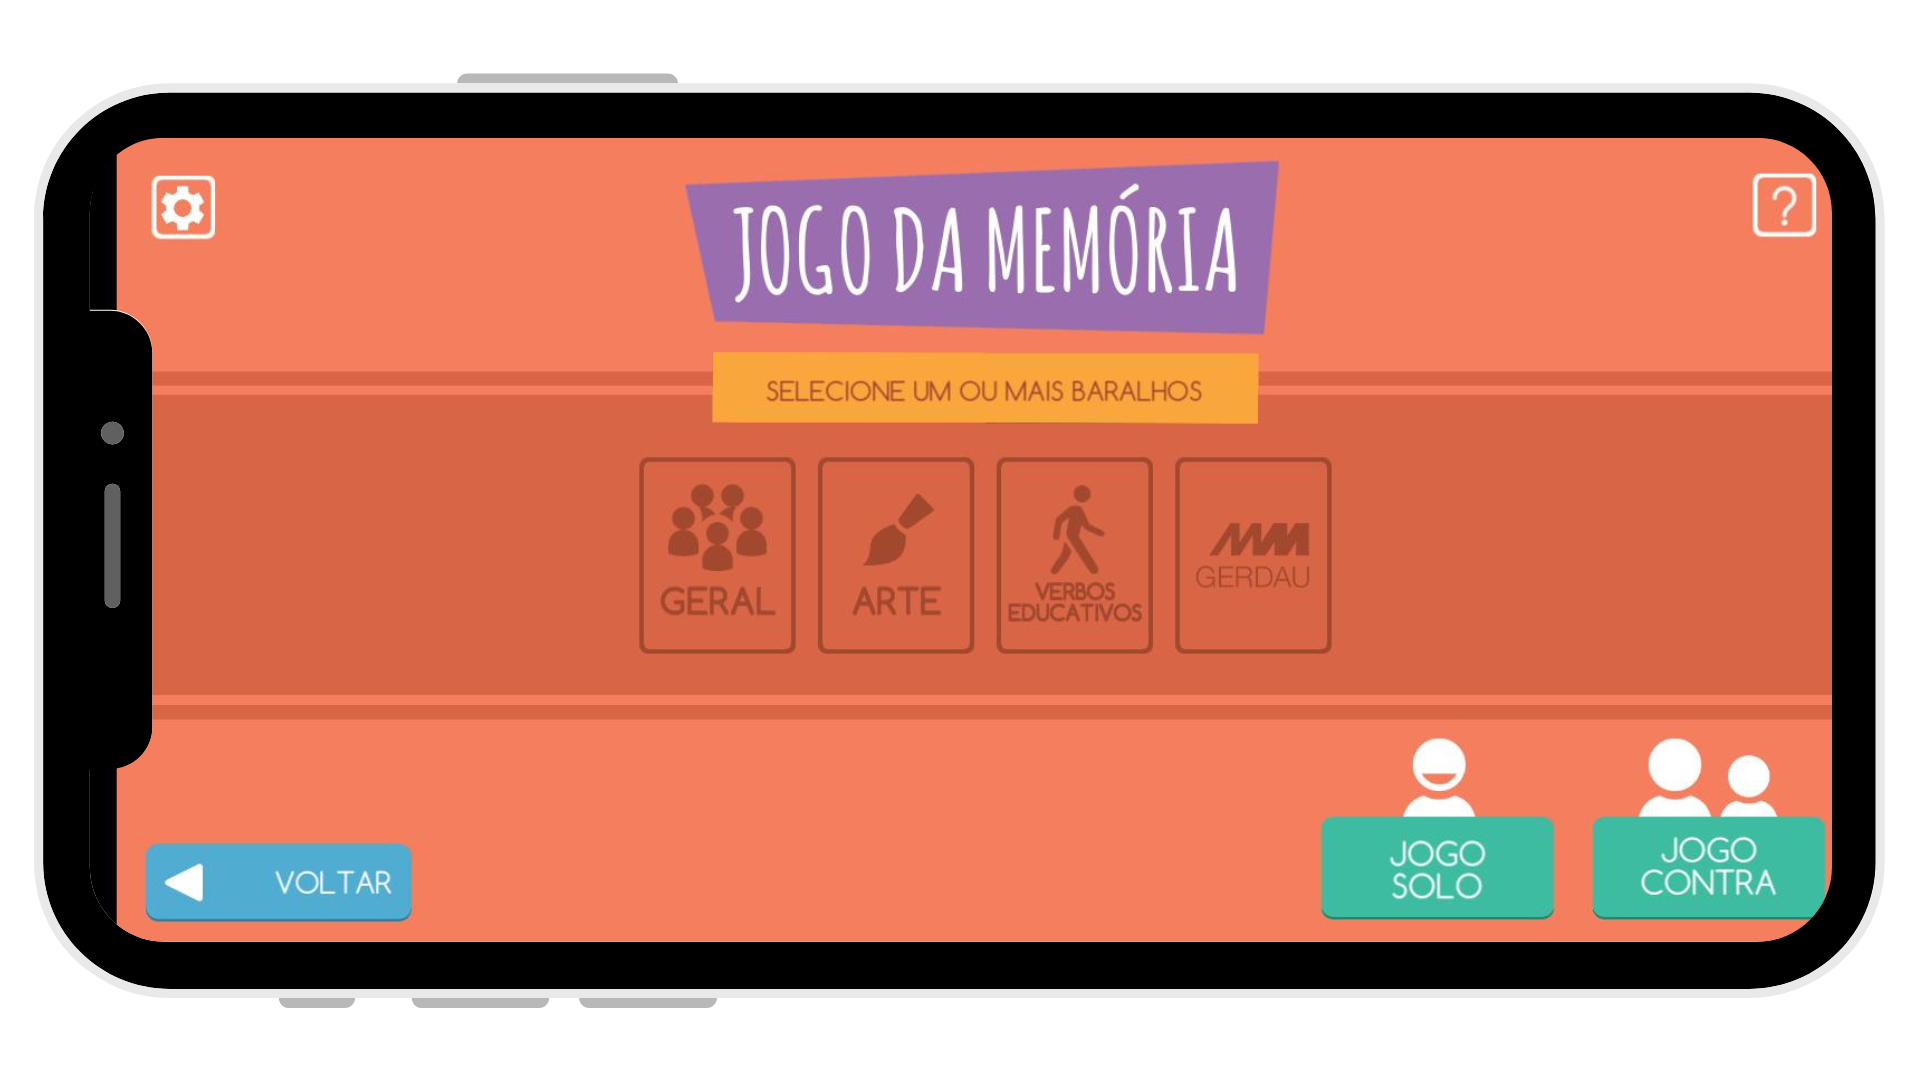 ?
JOGO DA MEMÓRIA
SELECIONE UM OU MAIS BARALHOS
GERAL
ARTE
VERBOS
EDUCATIVOS
GERDAU
VOLTAR
JOGO
SOLO
JOGO
CONTRA